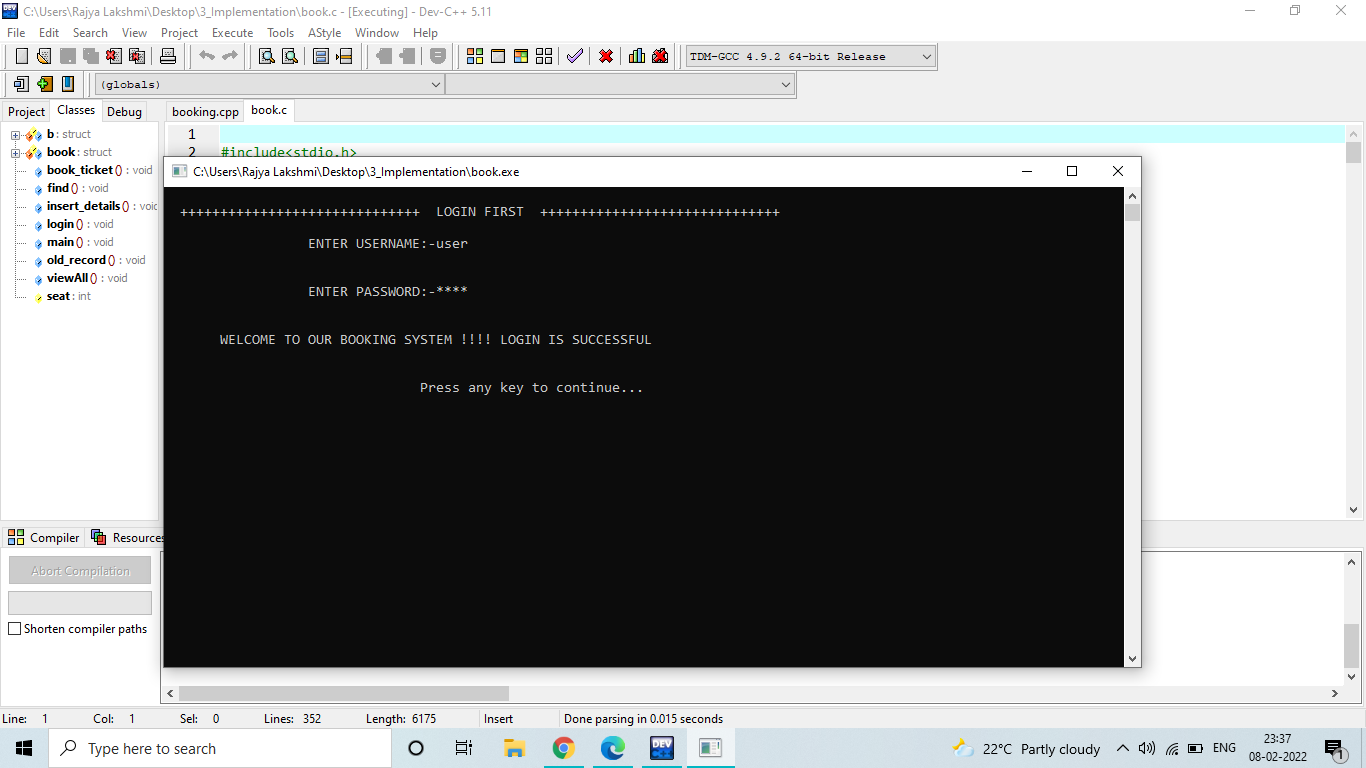 C:\Users\Rajya Lakshmi\Desktop\3_Implementation\book.c - [Executing] - Dev-C++ 5.11
File Edit Search View Project Execute Tools AStyle Window Help
TDM-GCC 4.9.2 64-bit Release
(globals)
Project Classes Debug
booking.cpp book.c
b : struct
book : struct
book_ticket () : void
find () : void
insert_details () : void
login () : void
main () : void
old_record () : void
viewAll () : void
seat : int
1
2 #include<stdio.h>
C:\Users\Rajya Lakshmi\Desktop\3_Implementation\book.exe
++++++++++++++++++++++++++++++ LOGIN FIRST ++++++++++++++++++++++++++++++
ENTER USERNAME:-user
ENTER PASSWORD:-****
WELCOME TO OUR BOOKING SYSTEM !!!! LOGIN IS SUCCESSFUL
Press any key to continue...
Compiler Resources
Abort Compilation
Shorten compiler paths
Line: 1 Col: 1 Sel: 0 Lines: 352 Length: 6175 Insert Done parsing in 0.015 seconds
Type here to search
DEV
22°C Partly cloudy
ENG
23:37
08-02-2022
1